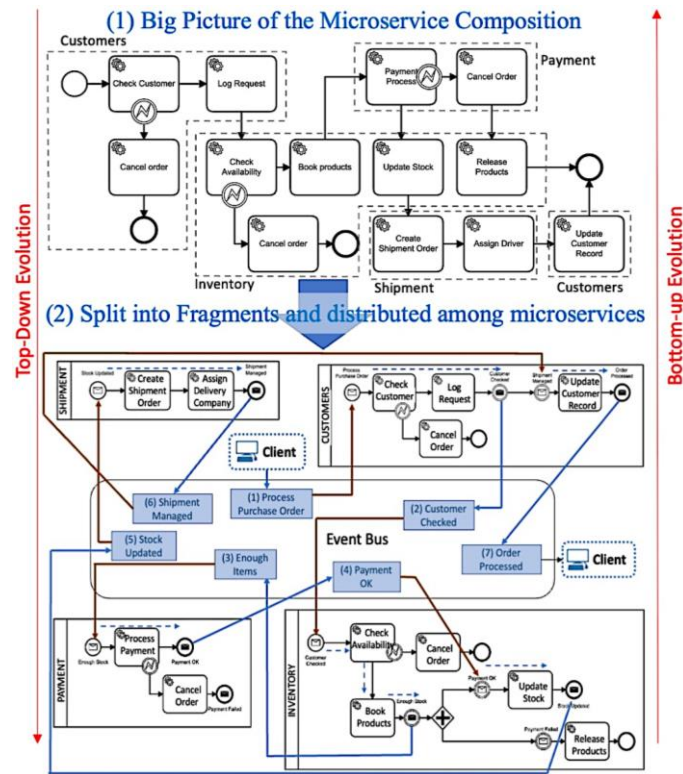 (1) Big Picture of the Microservice Composition
Customers
Check Customer
Log Request
Cancel order
Payment
Process
Cancel Order
Payment
Check
Availability
Book products
Update Stock
Release
Products
Cancel order
Create
Shipment Order
Assign Driver
Update
Customer
Record
Inventory
Shipment
Customers
Top-Down Evolution
Bottom-up Evolution
(2) Split into Fragments and distributed among microservices
SHIPMENT
Stock Updated
Create
Shipment
Order
Assign
Delivery
Company
Shipment
Managed
CUSTOMERS
Process
Purchase Order
Check
Customer
Log
Request
Customer
Checked
Shipment
Managed
Update
Customer
Record
Order
Processed
Cancel
Order
Client
(6) Shipment
Managed
(1) Process
Purchase Order
(2) Customer
Checked
(5) Stock
Updated
(3) Enough
Items
Event Bus
(4) Payment
OK
(7) Order
Processed
Client
PAYMENT
Enough Stock
Process
Payment
Payment OK
Cancel
Order
Payment Failed
INVENTORY
Customer
Checked
Check
Availability
Cancel
Order
Book
Products
Enough Stock
Payment OK
Update
Stock
Stock Updated
Payment Failed
Release
Products